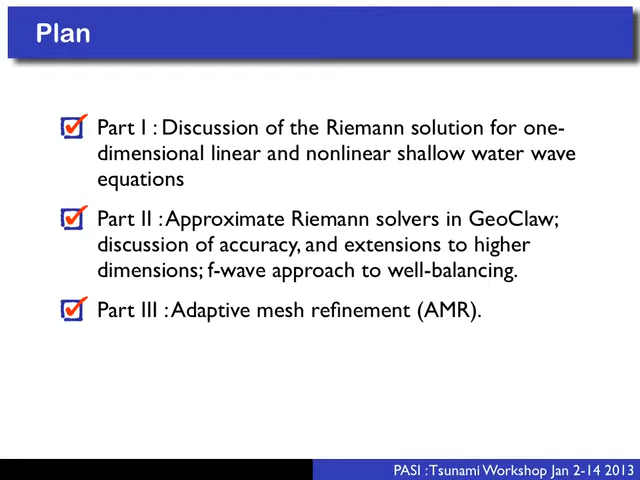 Plan
Part I : Discussion of the Riemann solution for one-
dimensional linear and nonlinear shallow water wave
equations
Part II : Approximate Riemann solvers in GeoClaw;
discussion of accuracy, and extensions to higher
dimensions; f-wave approach to well-balancing.
Part III : Adaptive mesh refinement (AMR).
PASI : Tsunami Workshop Jan 2-14 2013